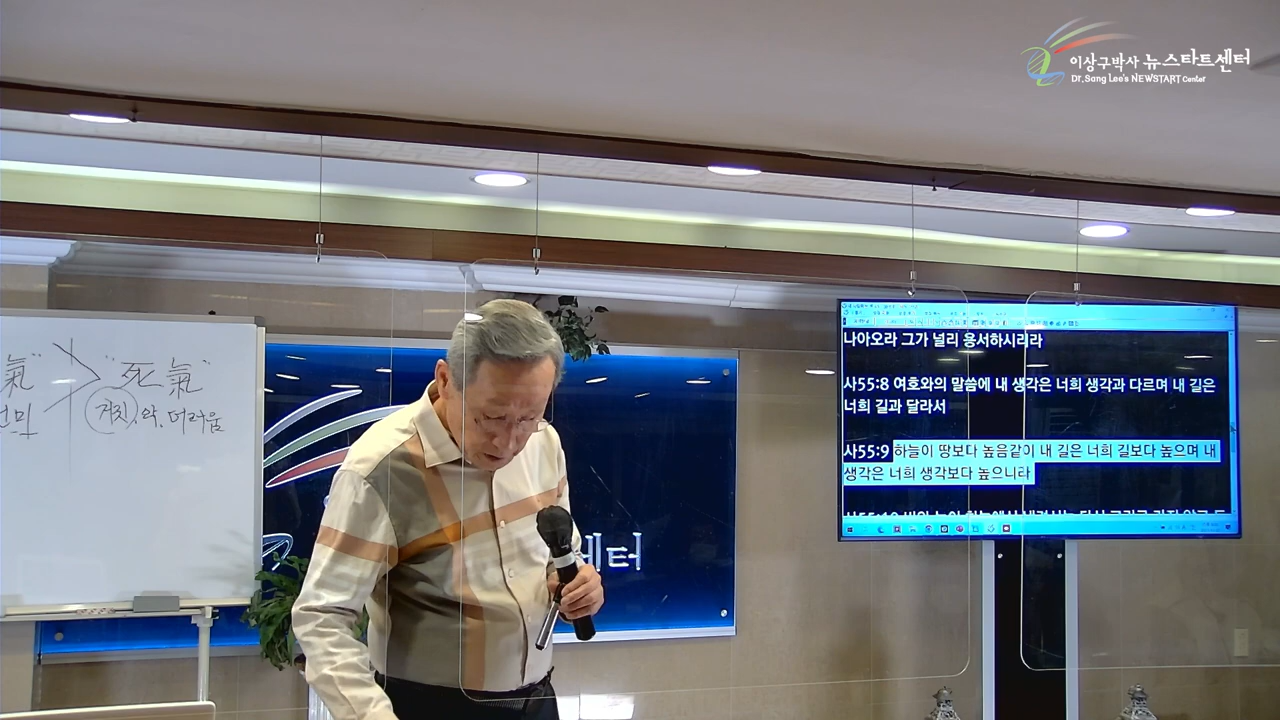 이상구박사 뉴스타트센터
Dr. Sang Lee's NEWSTART Center
氣" "死氣"
거짓, 악, 더러움
센터
나아오라 그가 널리 용서하시리라
사55:8 여호와의 말씀에 내 생각은 너희 생각과 다르며 내 길은
너희 길과 달라서
사55:9 하늘이 땅보다 높음같이 내 길은 너희 길보다 높으며 내
생각은 너희 생각보다 높으니라